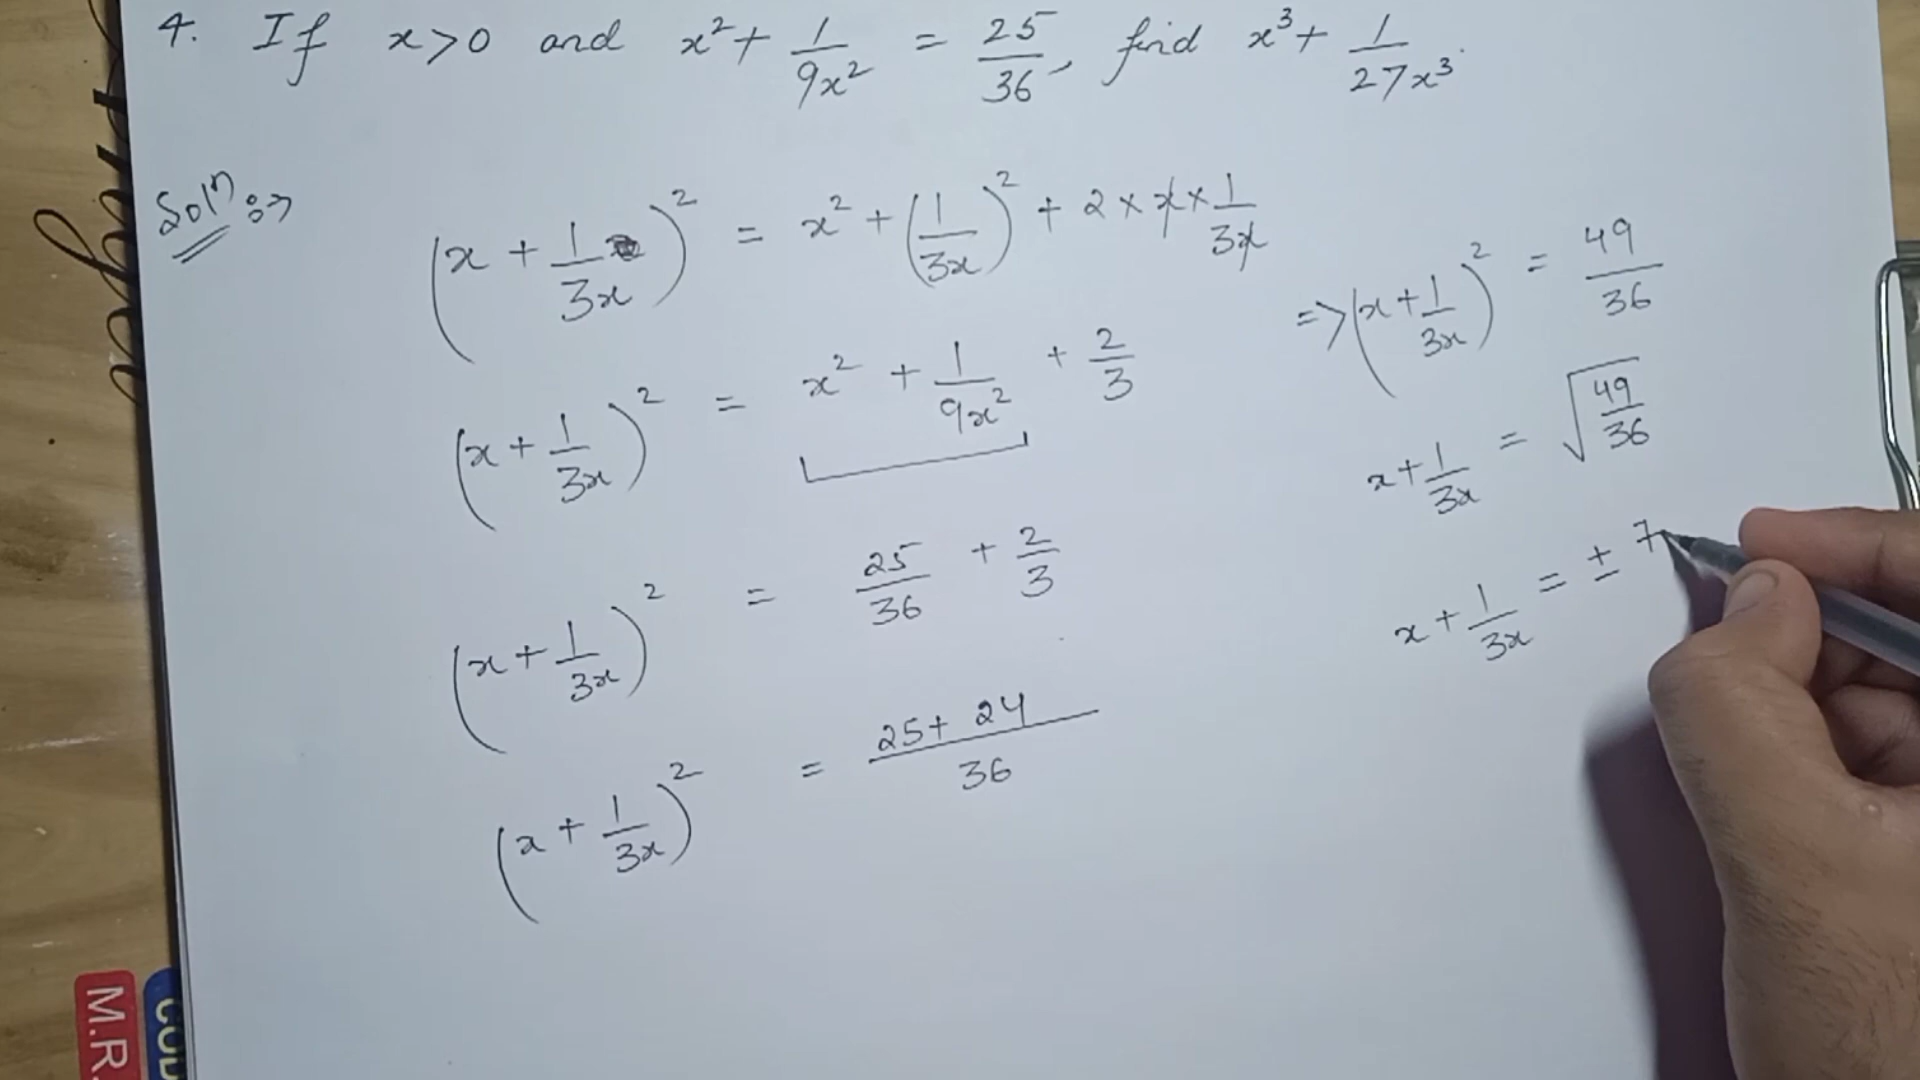 4. If x>0 and x² + 1/9x² = 25/36, find x³ + 1/27x³.
Solⁿ :→
(x + 1/3x)² = x² + (1/3x)² + 2 × x × 1/3x
(x + 1/3x)² = x² + 1/9x² + 2/3
(x + 1/3x)² = 25/36 + 2/3
(x + 1/3x)² = 25 + 24/36
=> (x + 1/3x)² = 49/36
x + 1/3x = √49/36
x + 1/3x = ± 7
M.R.